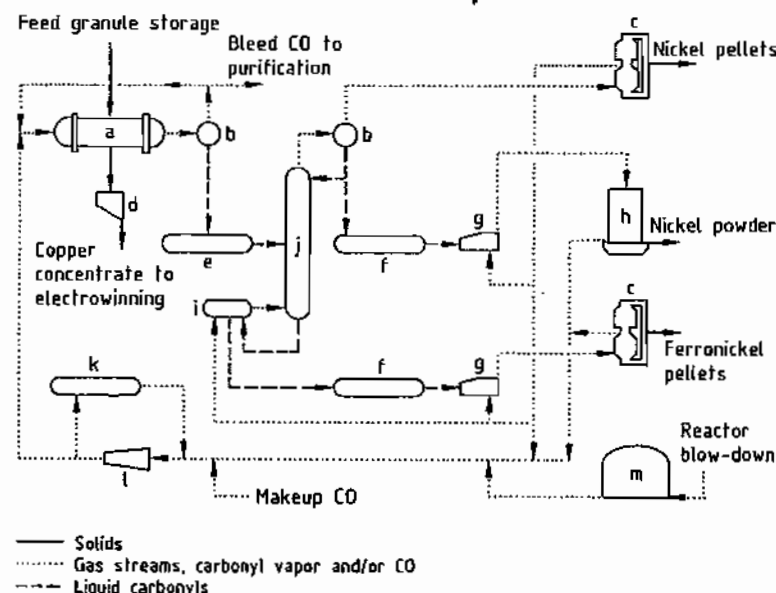 Feed granule storage
Bleed CO to
purification
c
Nickel pellets
a
b
b
d
Copper
concentrate to
electrowinning
e
j
f
g
h
Nickel powder
i
c
Ferronickel
pellets
k
f
g
l
Makeup CO
Reactor
blow-down
m
Solids
Gas streams, carbonyl vapor and/or CO
Liquid carbonyls